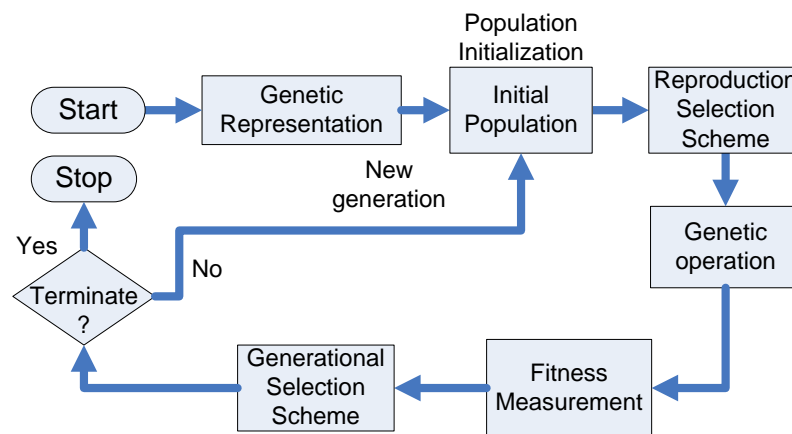 Start
Genetic
Representation
Population
Initialization
Initial
Population
Reproduction
Selection
Scheme
Genetic
operation
Fitness
Measurement
Generational
Selection
Scheme
Terminate
?
Yes
Stop
No
New
generation